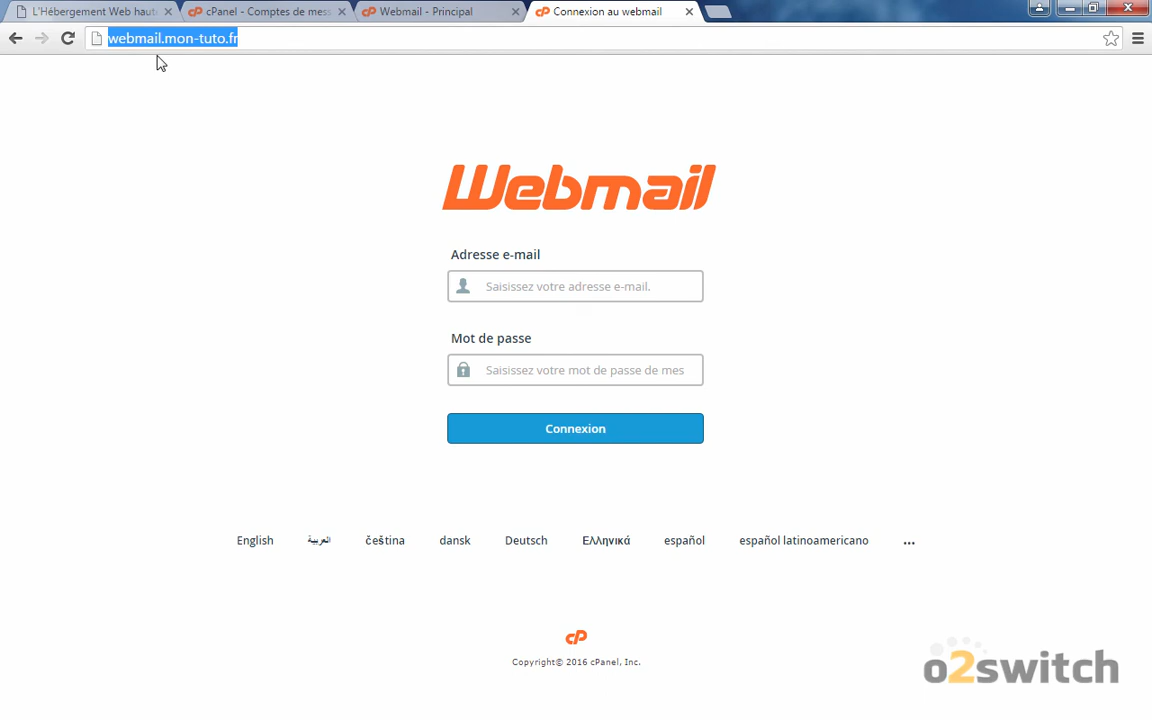 L'Hébergement Web haut
cPanel - Comptes de mess
Webmail - Principal
Connexion au webmail
webmail.mon-tuto.fr
Webmail
Adresse e-mail
Saisissez votre adresse e-mail.
Mot de passe
Saisissez votre mot de passe de mes
Connexion
English العربية čeština dansk Deutsch Ελληνικά español español latinoamericano ...
cP
Copyright© 2016 cPanel, Inc.
o2switch